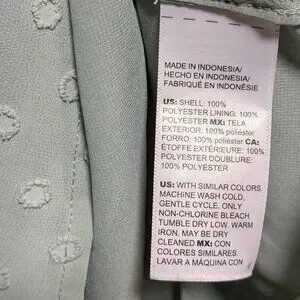 MADE IN INDONESIA/
HECHO EN INDONESIA/
FABRIQUÉ EN INDONÉSIE
US: SHELL: 100%
POLYESTER LINING: 100%
POLYESTER MX: TELA
EXTERIOR: 100% poliéster
FORRO: 100% poliéster CA:
ÉTOFFE EXTÉRIEURE: 100%
POLYESTER DOUBLURE:
100% POLYESTER
US: WITH SIMILAR COLORS.
MACHINE WASH COLD,
GENTLE CYCLE. ONLY
NON-CHLORINE BLEACH.
TUMBLE DRY LOW. WARM
IRON. MAY BE DRY
CLEANED MX: CON
COLORES SIMILARES.
LAVAR A MÁQUINA CON